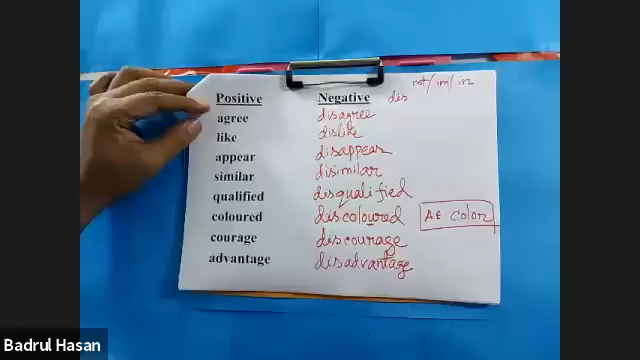 not/im/in
Positive Negative dis
agree disagree
like dislike
appear disappear
similar disimilar
qualified disqualified
coloured discoloured AE color
courage discourage
advantage disadvantage
Badrul Hasan